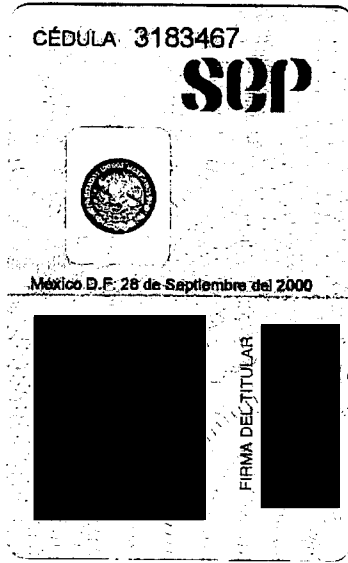 CÉDULA 3183467
SEP
México D.F. 28 de Septiembre del 2000
FIRMA DEL TITULAR